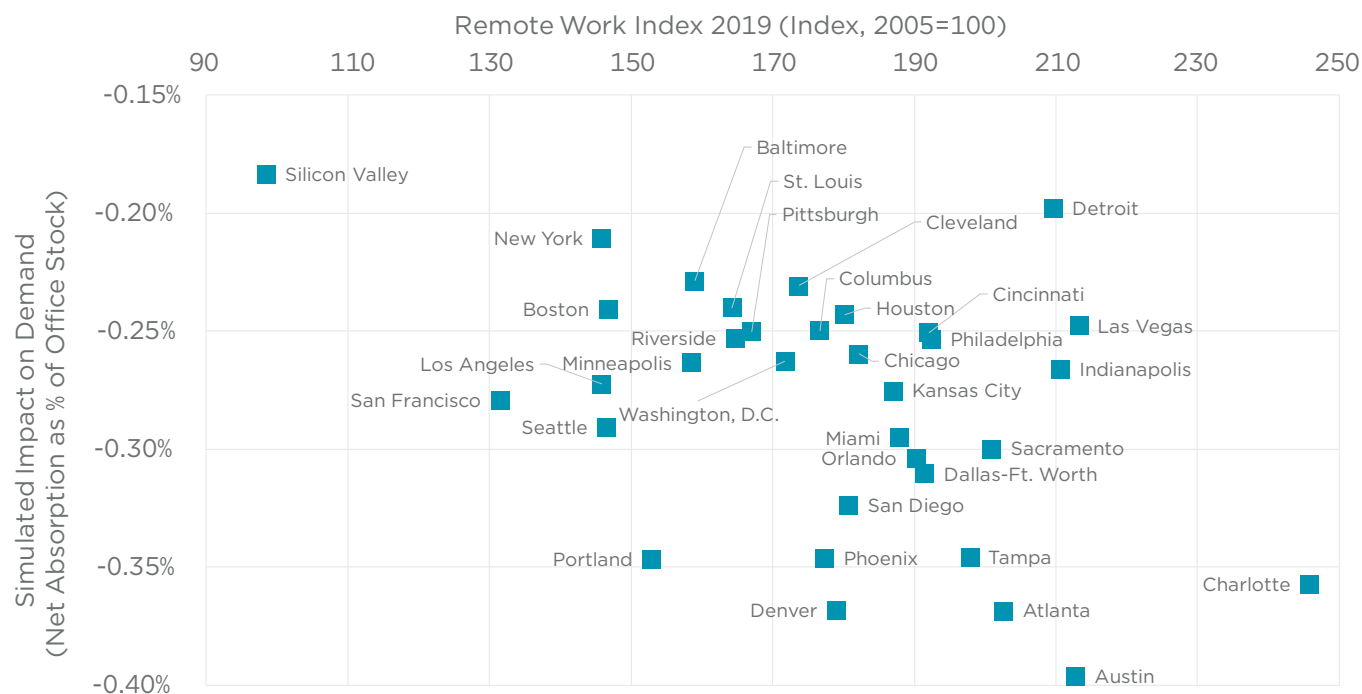 Remote Work Index 2019 (Index, 2005=100)
90 110 130 150 170 190 210 230 250
Simulated Impact on Demand
(Net Absorption as % of Office Stock)
-0.15%
Baltimore
Silicon Valley
St. Louis
-0.20%
Detroit
Pittsburgh
Cleveland
New York
Columbus
Cincinnati
Boston
Houston
Las Vegas
-0.25%
Riverside
Philadelphia
Los Angeles
Minneapolis
Chicago
Indianapolis
Kansas City
San Francisco
Washington, D.C.
Seattle
Miami
-0.30%
Sacramento
Orlando
Dallas-Ft. Worth
San Diego
-0.35%
Portland
Phoenix
Tampa
Charlotte
Denver
Atlanta
Austin
-0.40%